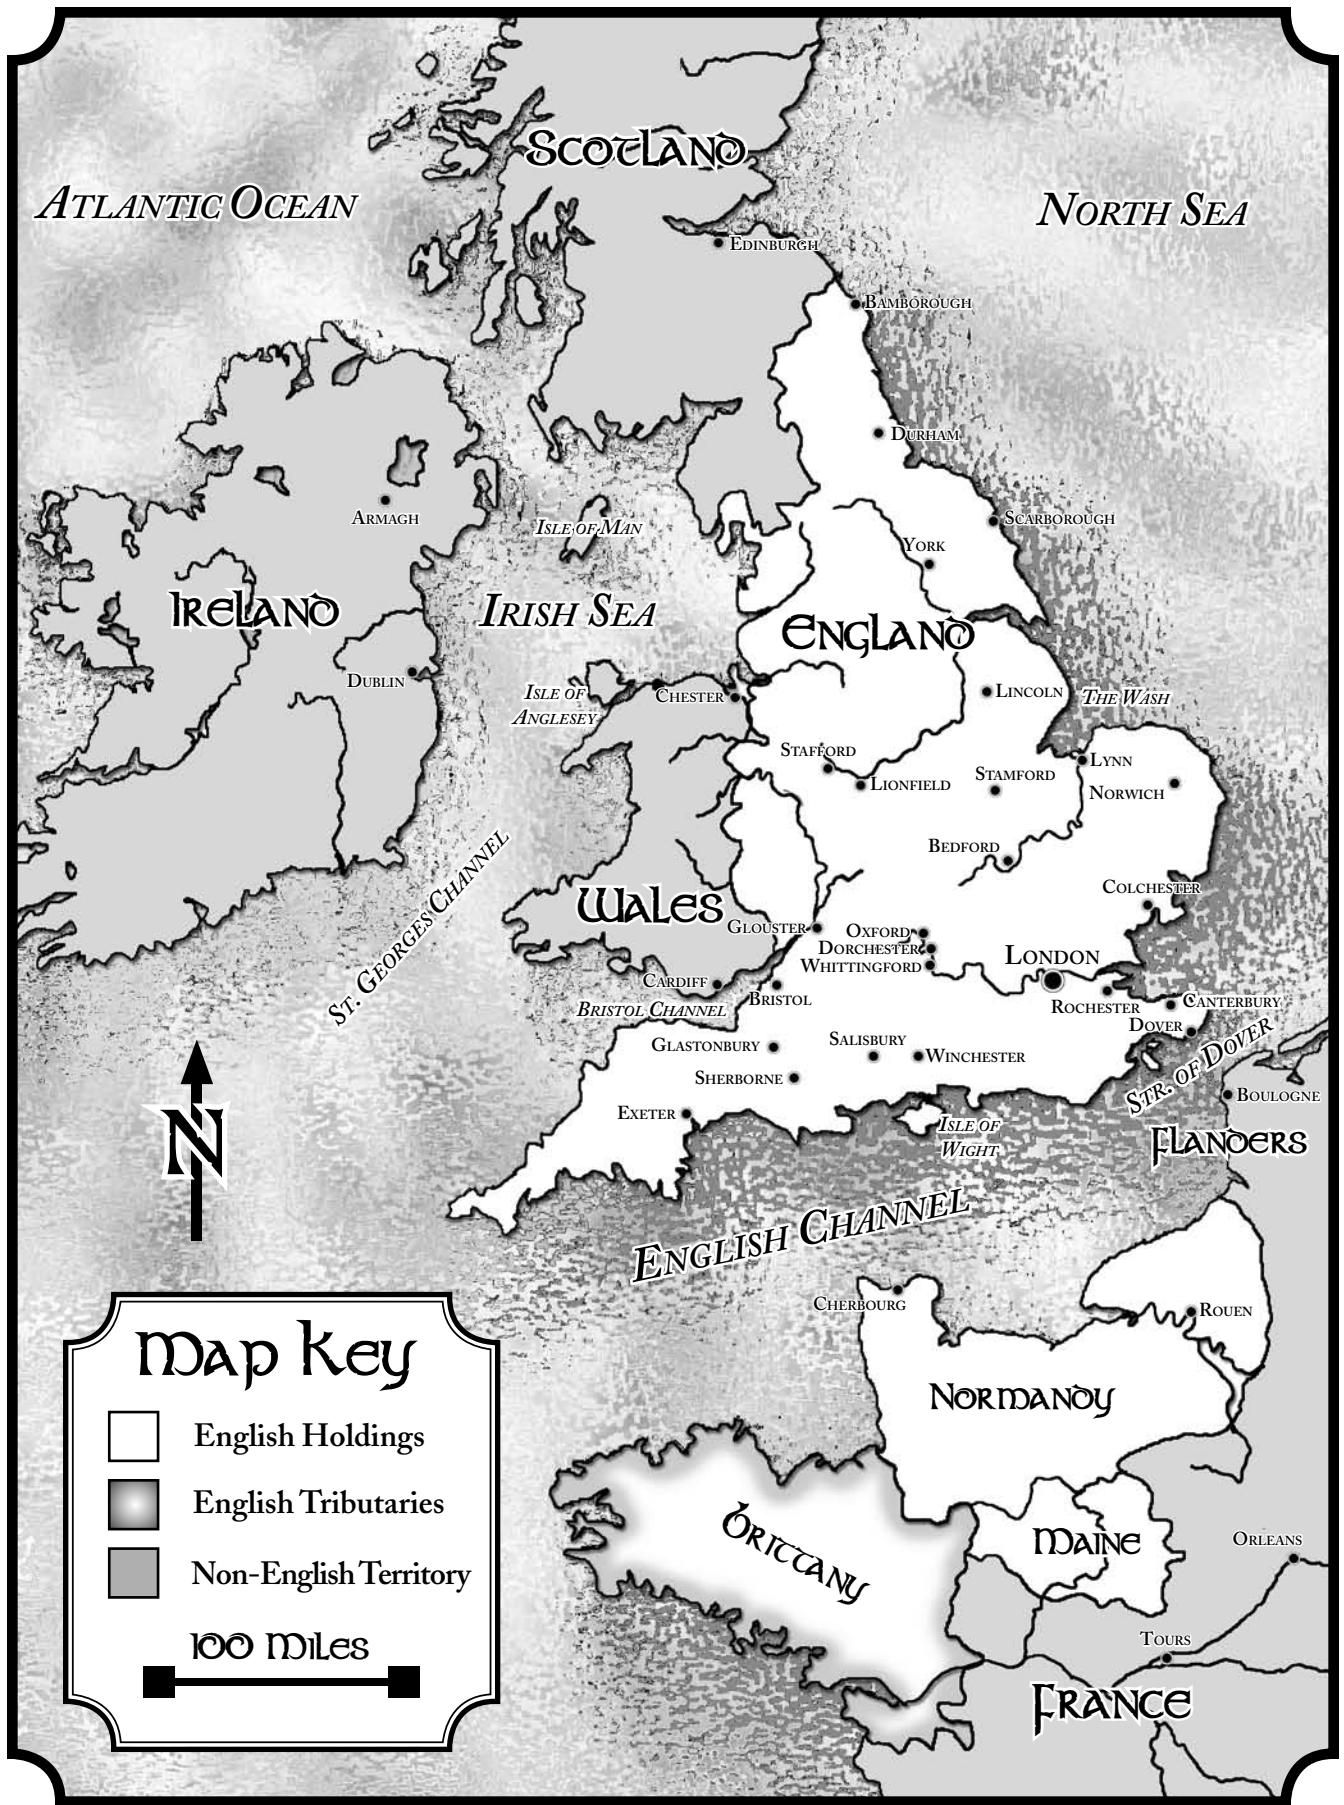 Scotland
Atlantic Ocean
North Sea
Edinburgh
Bamborough
Durham
Armagh
Isle of Man
Scarborough
York
Ireland
Irish Sea
England
Dublin
Isle of
Anglesey
Chester
Lincoln
The Wash
Stafford
Lionfield
Stamford
Lynn
Norwich
Bedford
St. Georges Channel
Colchester
Wales
Glouster
Oxford
Dorchester
Whittingford
London
Cardiff
Bristol
Bristol Channel
Rochester
Canterbury
Dover
Str. of Dover
Glastonbury
Salisbury
Winchester
Sherborne
Exeter
Isle of
Wight
Boulogne
Flanders
N
English Channel
Cherbourg
Rouen
Normandy
Brittany
Maine
Orleans
Tours
France
Map Key
English Holdings
English Tributaries
Non-English Territory
100 Miles